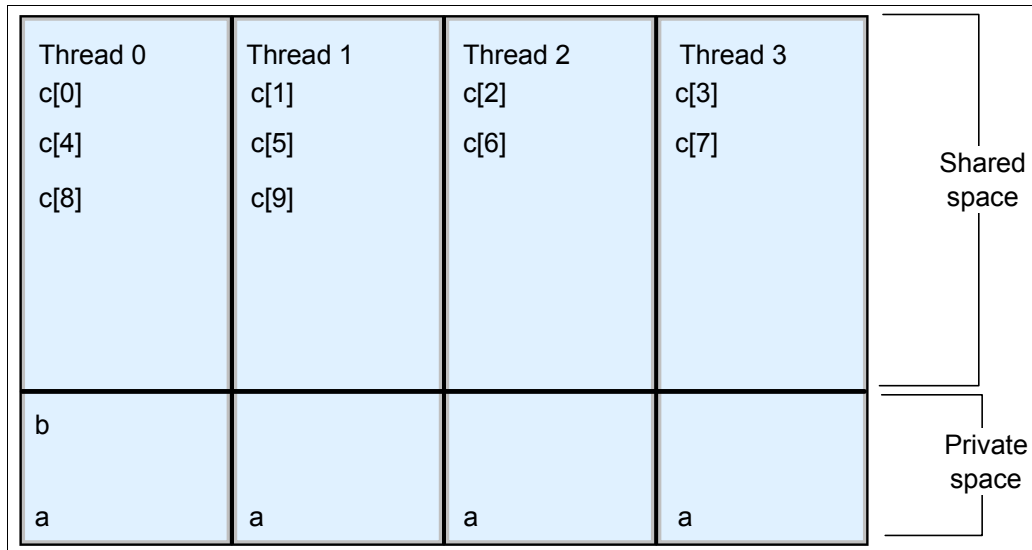 Thread 0 Thread 1 Thread 2 Thread 3
c[0] c[1] c[2] c[3]
c[4] c[5] c[6] c[7]
c[8] c[9]
Shared
space
b
Private
space
a a a a